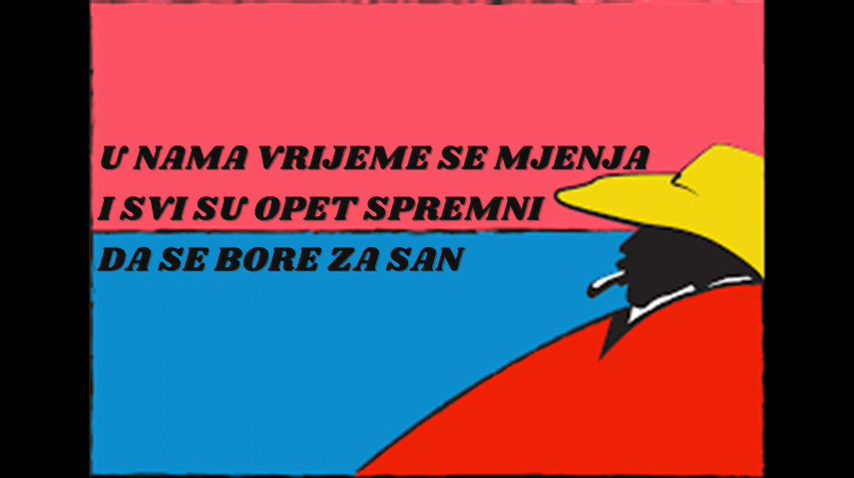 U NAMA VRIJEME SE MJENJA
I SVI SU OPET SPREMNI
DA SE BORE ZA SAN